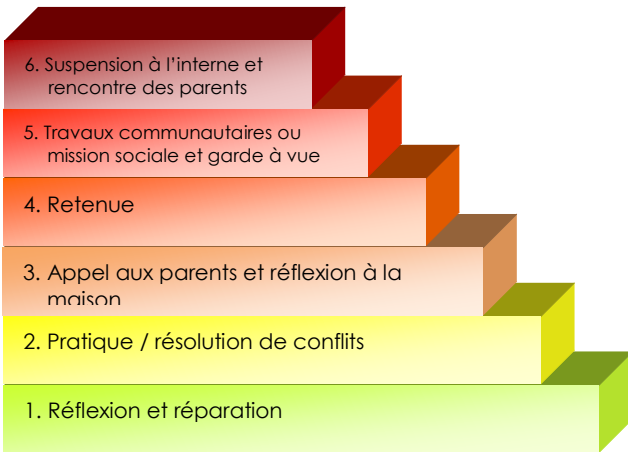 6. Suspension à l’interne et
rencontre des parents
5. Travaux communautaires ou
mission sociale et garde à vue
4. Retenue
3. Appel aux parents et réflexion à la
maison
2. Pratique / résolution de conflits
1. Réflexion et réparation